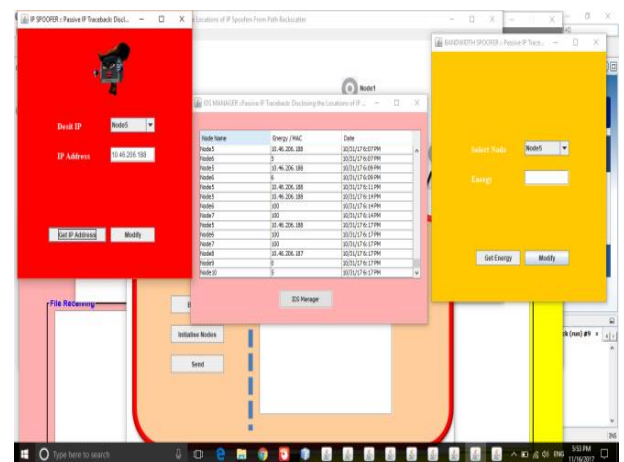 IP SPOOFER :: Passive IP Traceback: Discl...
Locations of IP Spoofers From Path Backscatter
BANDWIDTH SPOOFER :: Passive IP Trace...
Node1
IDS MANAGER ::Passive IP Traceback: Disclosing the Locations of IP ...
Destit IP
Node5
IP Address
10.46.206.188
Get IP Address
Modify
Node Name Energy / MAC Date
Node5 10.46.206.188 10/31/17 6:07 PM
Node6 5 10/31/17 6:07 PM
Node5 10.46.206.188 10/31/17 6:09 PM
Node6 6 10/31/17 6:09 PM
Node5 10.46.206.188 10/31/17 6:11 PM
Node5 10.46.206.188 10/31/17 6:14 PM
Node6 100 10/31/17 6:14 PM
Node7 100 10/31/17 6:14 PM
Node5 10.46.206.188 10/31/17 6:17 PM
Node6 100 10/31/17 6:17 PM
Node7 100 10/31/17 6:17 PM
Node8 10.46.206.187 10/31/17 6:17 PM
Node9 10/31/17 6:17 PM
Node10 5 10/31/17 6:17 PM
IDS Manager
Select Node
Node5
Energy
Get Energy
Modify
File Receiving
Initialise Nodes
Send
(run) #9
INS
Type here to search
ENG
5:53 PM
11/16/2017